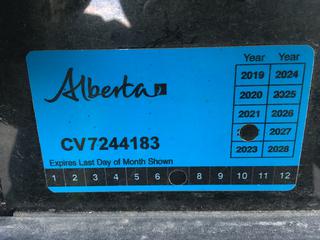 Alberta
Year Year
2019 2024
2020 2025
2021 2026
2027
2023 2028
CV7244183
Expires Last Day of Month Shown
1 2 3 4 5 6 8 9 10 11 12